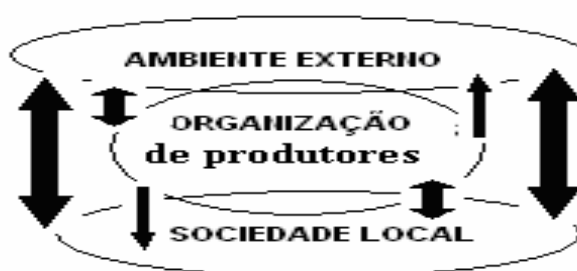 AMBIENTE EXTERNO
ORGANIZAÇÃO
de produtores
SOCIEDADE LOCAL